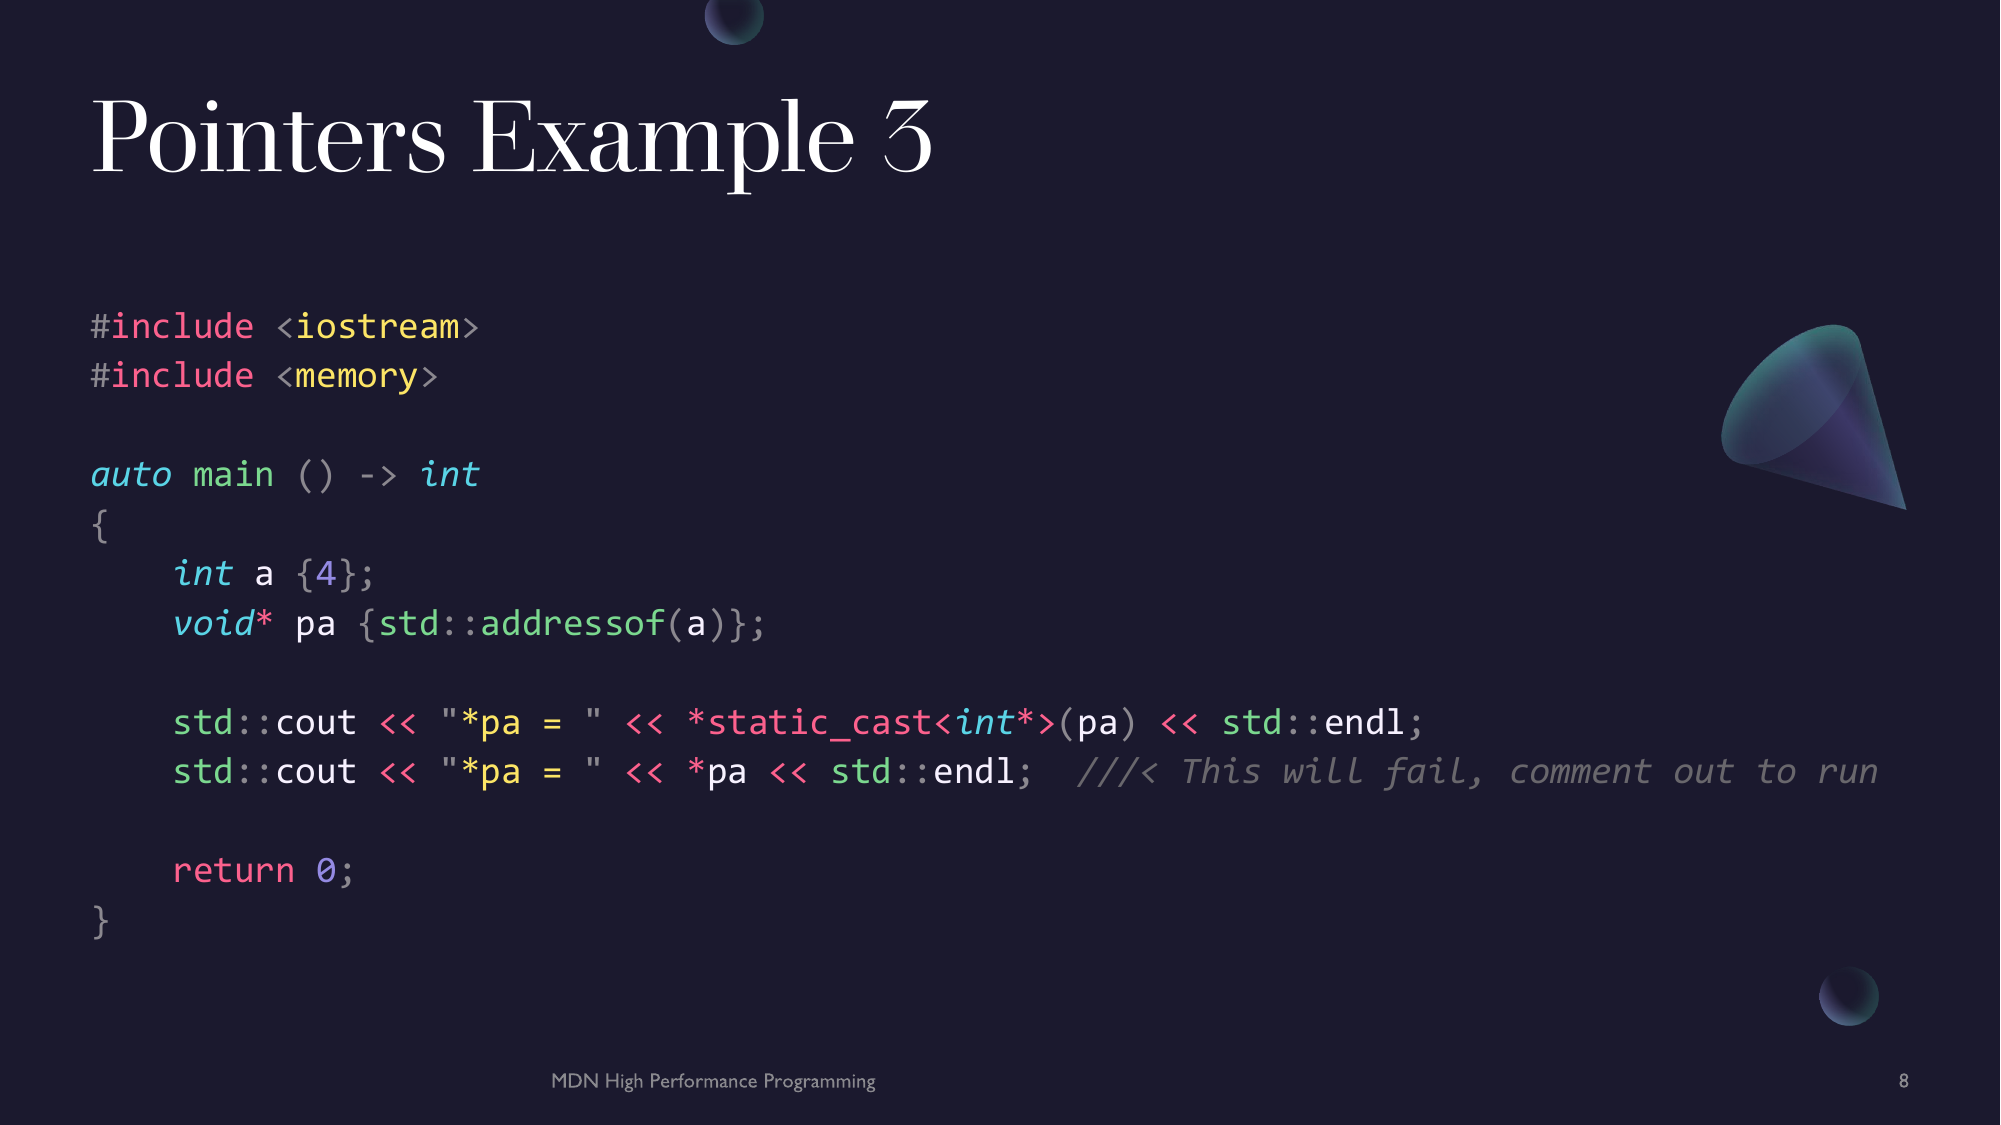 Pointers Example 3
#include <iostream>
#include <memory>
auto main () -> int
{
    int a {4};
    void* pa {std::addressof(a)};
    std::cout << "*pa = " << *static_cast<int*>(pa) << std::endl;
    std::cout << "*pa = " << *pa << std::endl;  ///< This will fail, comment out to run
    return 0;
}
MDN High Performance Programming
8